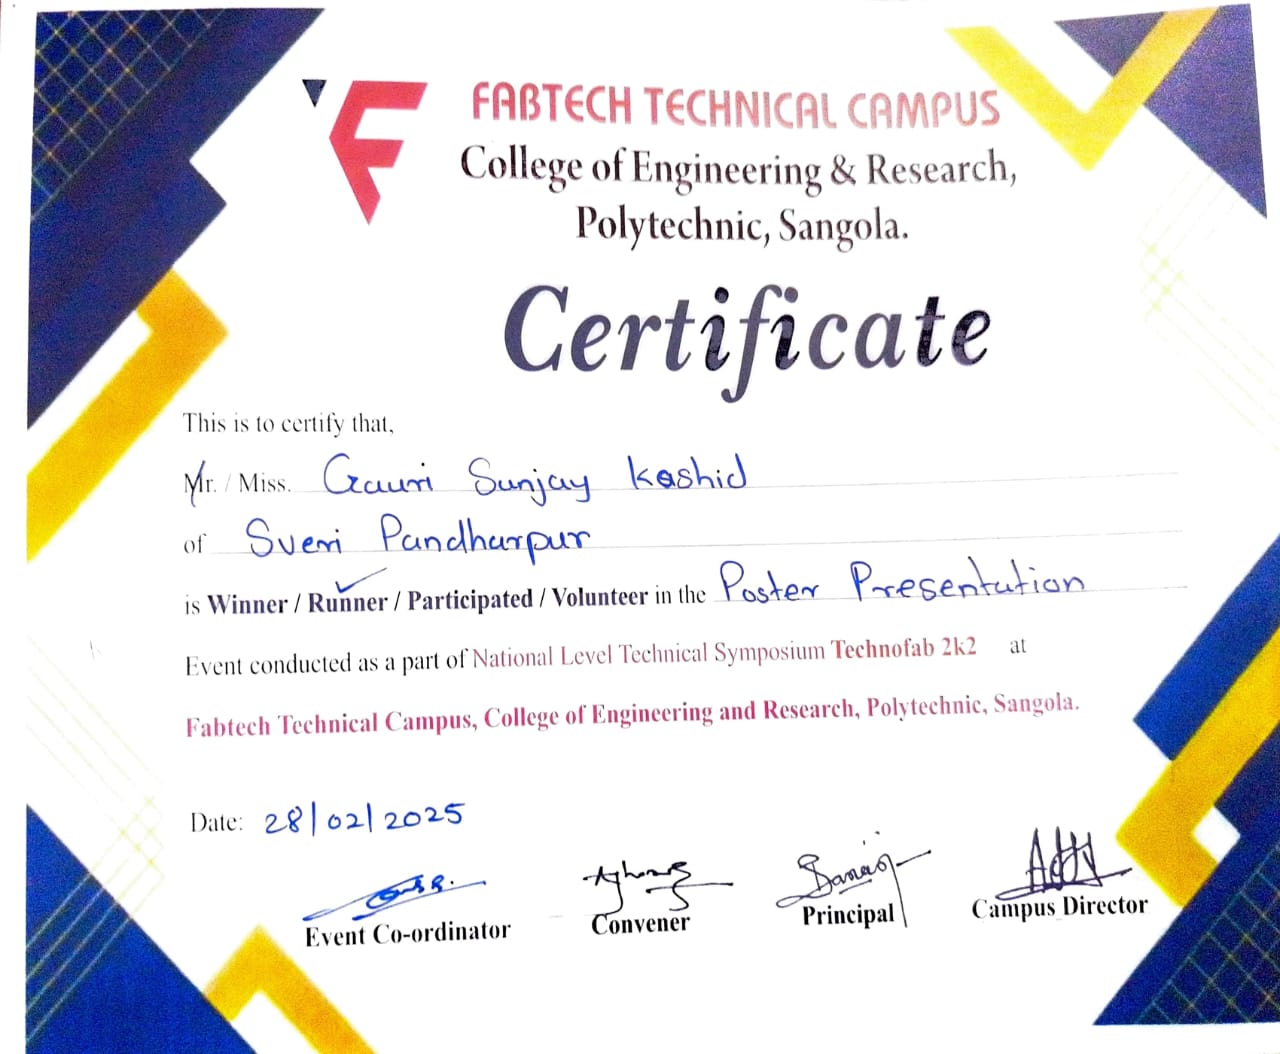 FABTECH TECHNICAL CAMPUS
College of Engineering & Research,
Polytechnic, Sangola.
Certificate
This is to certify that,
Mr. / Miss. Gauri Sunjay Kashid
of Sveri Pandharpur
is Winner / Runner / Participated / Volunteer in the Poster Presentation
Event conducted as a part of National Level Technical Symposium Technofab 2k2 at
Fabtech Technical Campus, College of Engineering and Research, Polytechnic, Sangola.
Date: 28/02/2025
Event Co-ordinator Convener Principal Campus Director